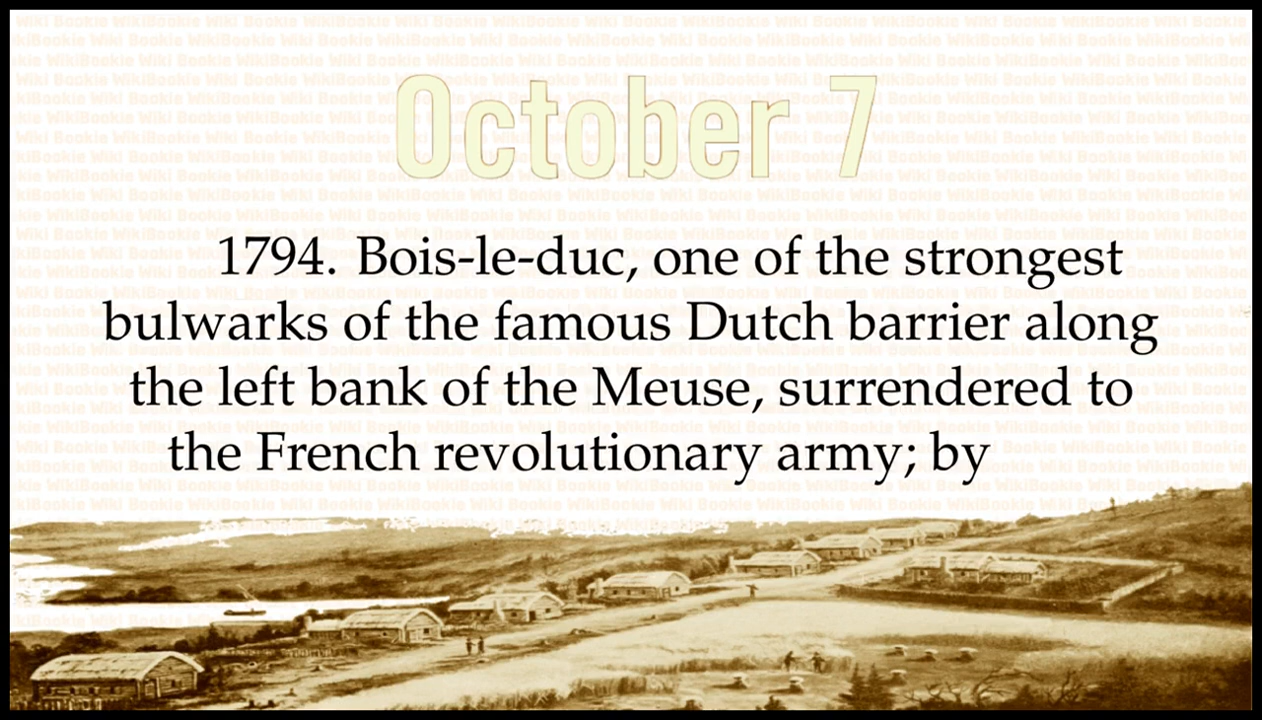 October 7
1794. Bois-le-duc, one of the strongest
bulwarks of the famous Dutch barrier along
the left bank of the Meuse, surrendered to
the French revolutionary army; by